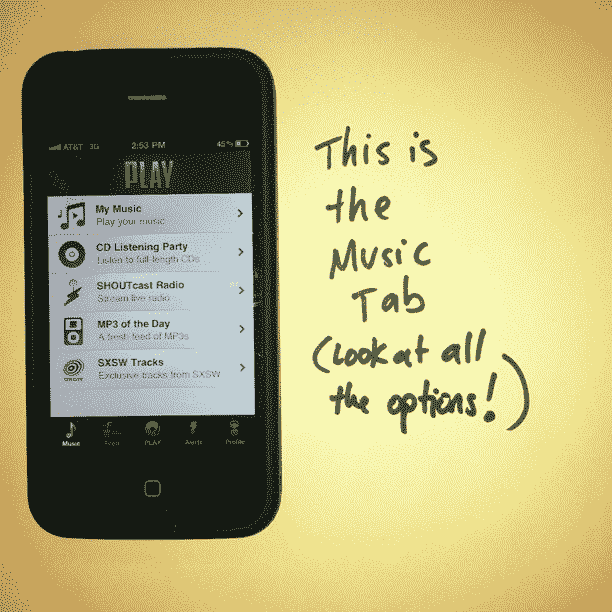 AT&T 3G 2:53 PM 45%
PLAY
My Music
Play your music
CD Listening Party
Listen to full-length CDs
SHOUTcast Radio
Stream live radio
MP3 of the Day
A fresh feed of MP3s
SXSW Tracks
Exclusive tracks from SXSW
Music PLAY Alerts Profile
This is
the
Music
Tab
(Look at all
the options!)